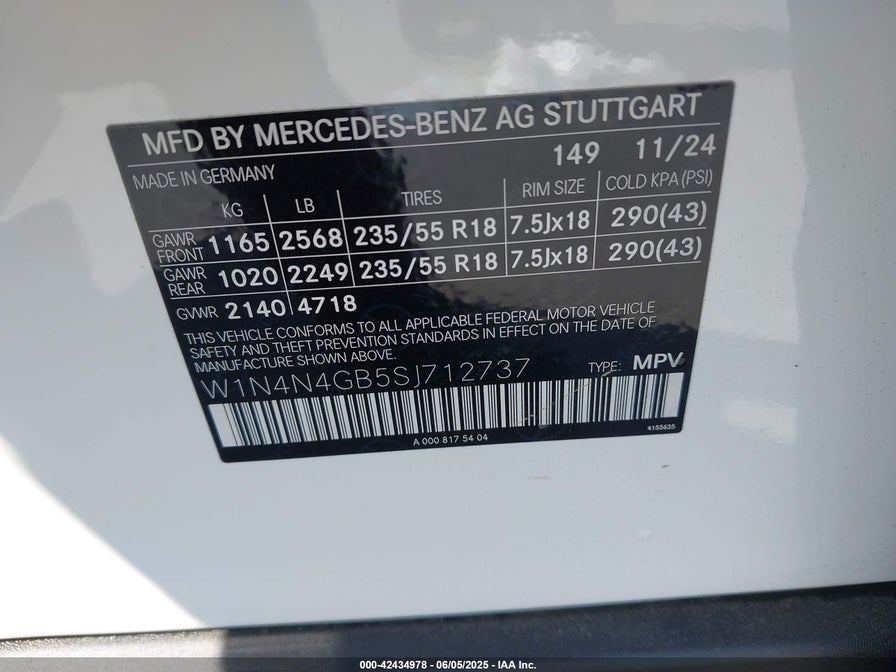 MFD BY MERCEDES-BENZ AG STUTTGART
149 11/24
MADE IN GERMANY
KG LB TIRES RIM SIZE COLD KPA (PSI)
GAWR FRONT 1165 2568 235/55 R18 7.5Jx18 290(43)
GAWR REAR 1020 2249 235/55 R18 7.5Jx18 290(43)
GVWR 2140 4718
THIS VEHICLE CONFORMS TO ALL APPLICABLE FEDERAL MOTOR VEHICLE
SAFETY AND THEFT PREVENTION STANDARDS IN EFFECT ON THE DATE OF
MANUFACTURE SHOWN ABOVE.
W1N4N4GB5SJ712737 TYPE: MPV
A 000 817 54 04
4155635
000-42434978 - 06/05/2025 - IAA Inc.